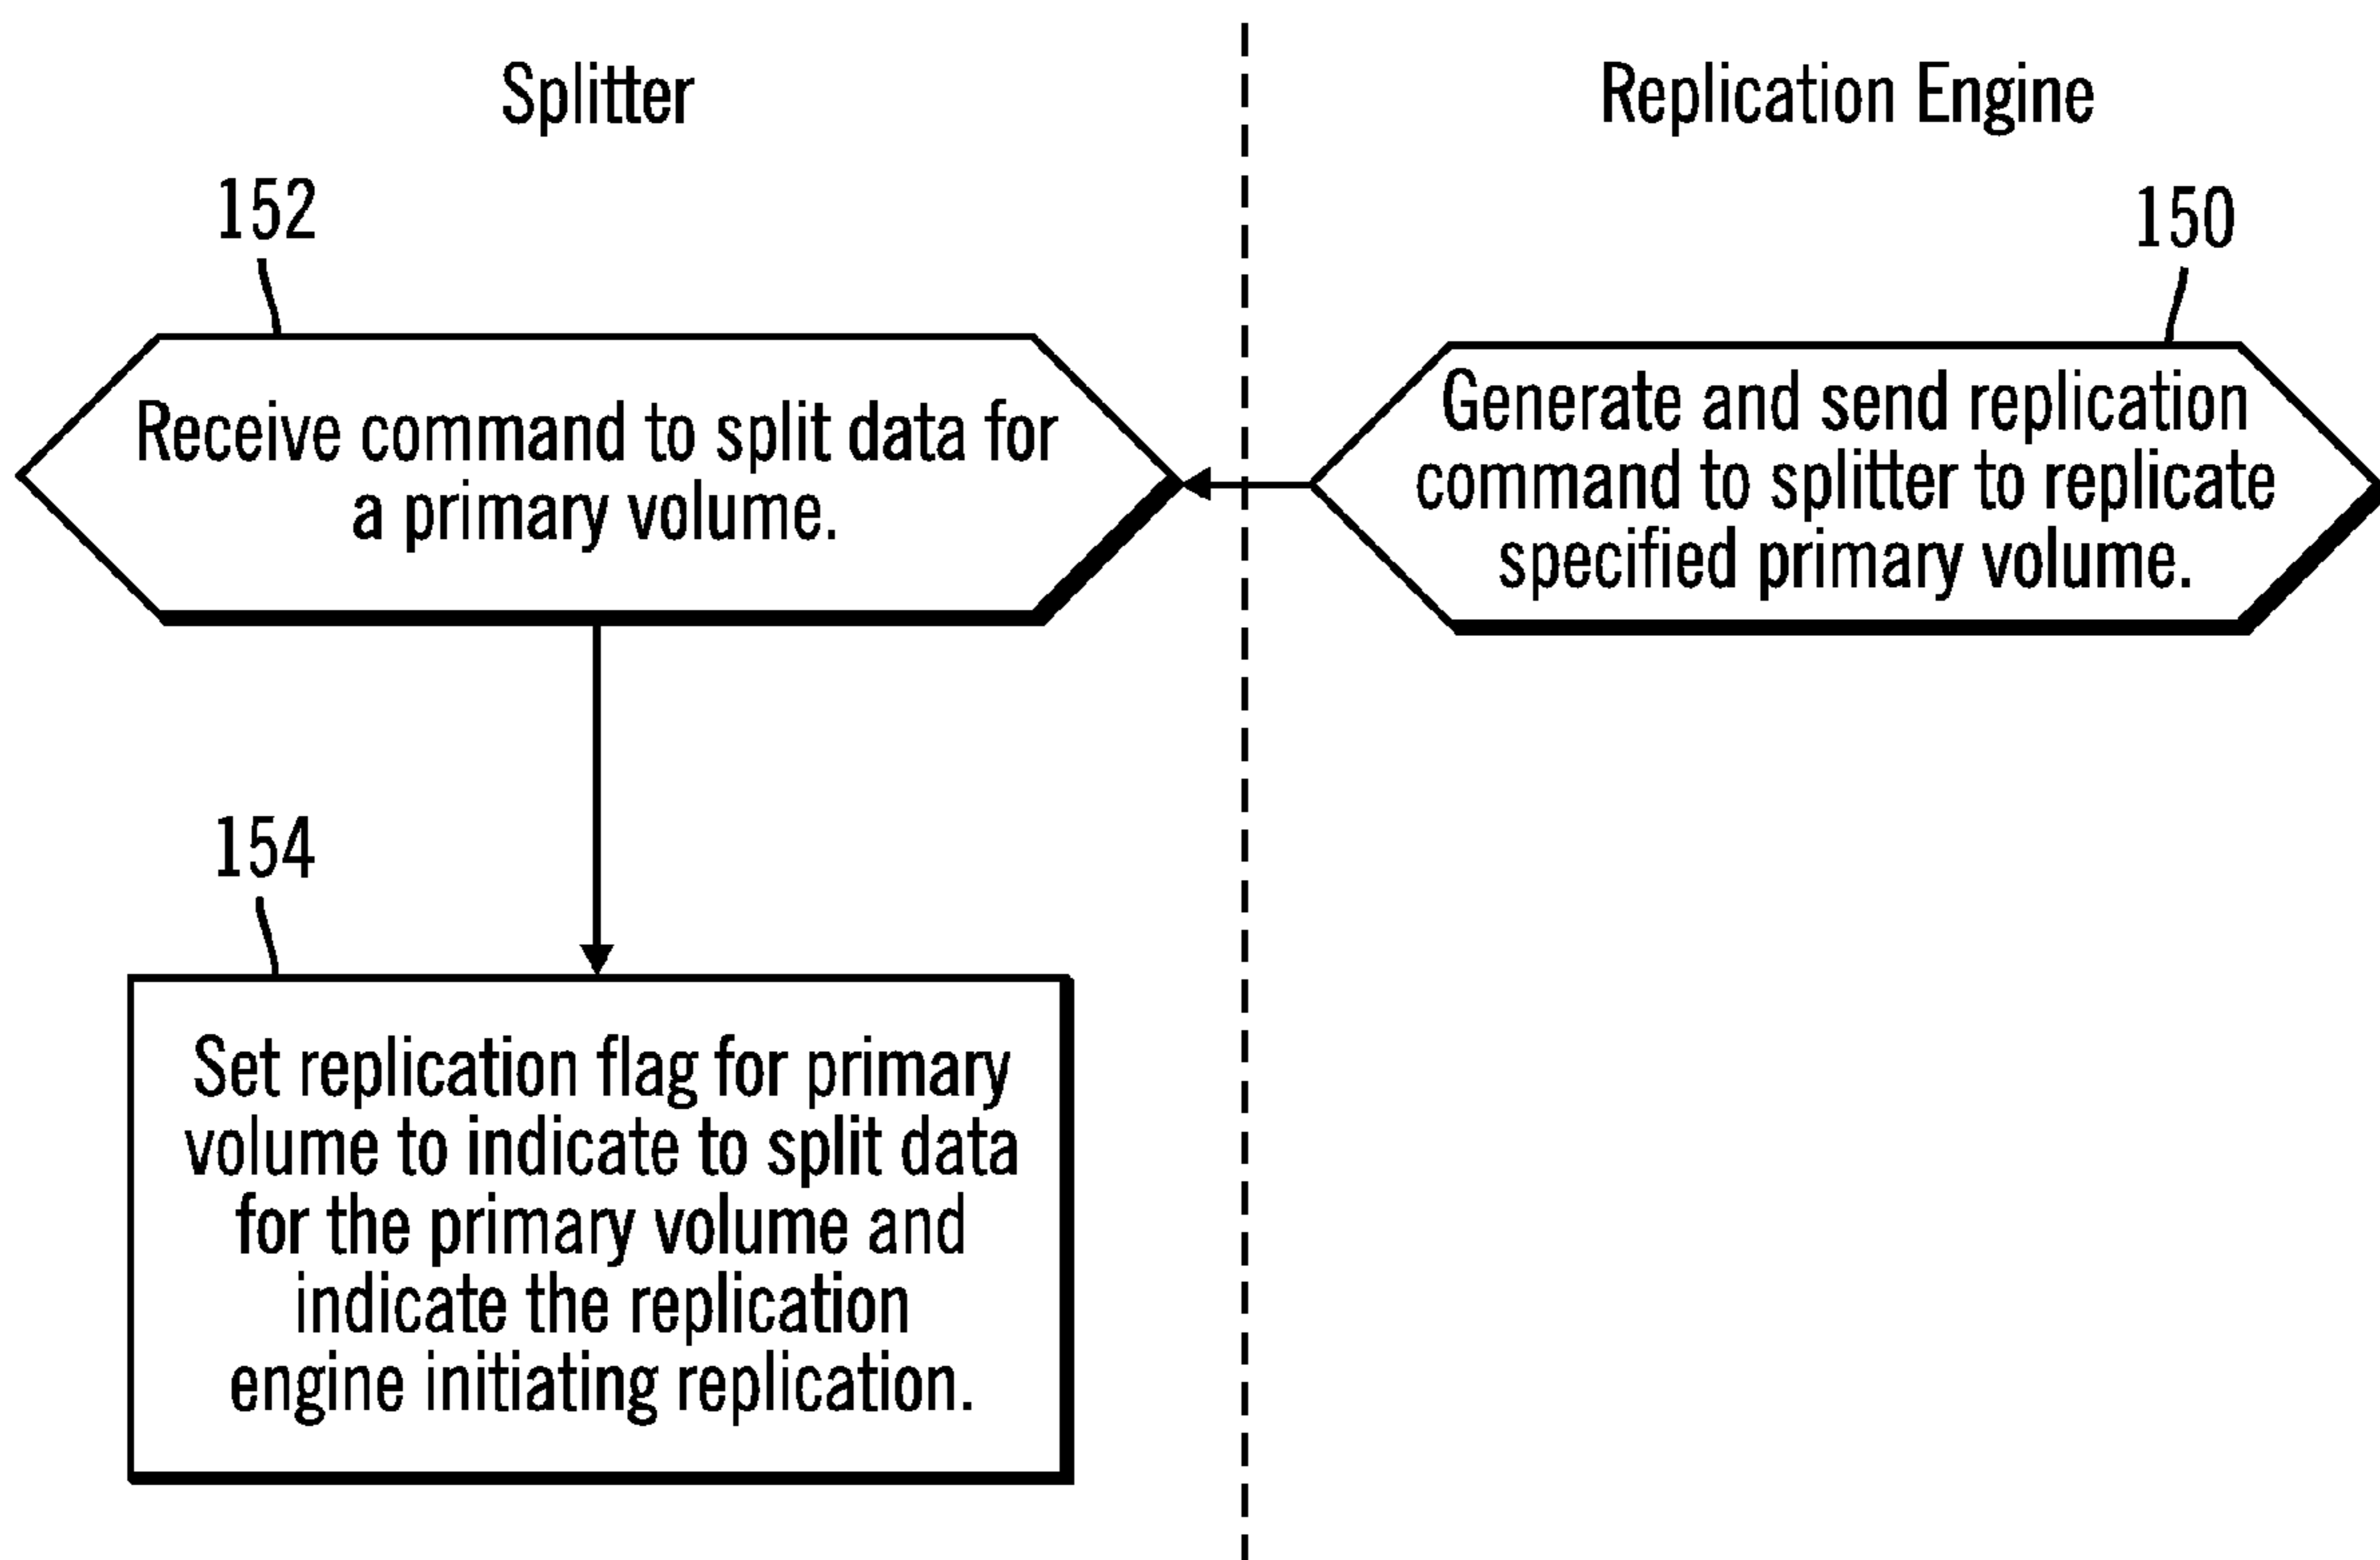 Splitter
Replication Engine
152
150
Receive command to split data for
a primary volume.
Generate and send replication
command to splitter to replicate
specified primary volume.
154
Set replication flag for primary
volume to indicate to split data
for the primary volume and
indicate the replication
engine initiating replication.